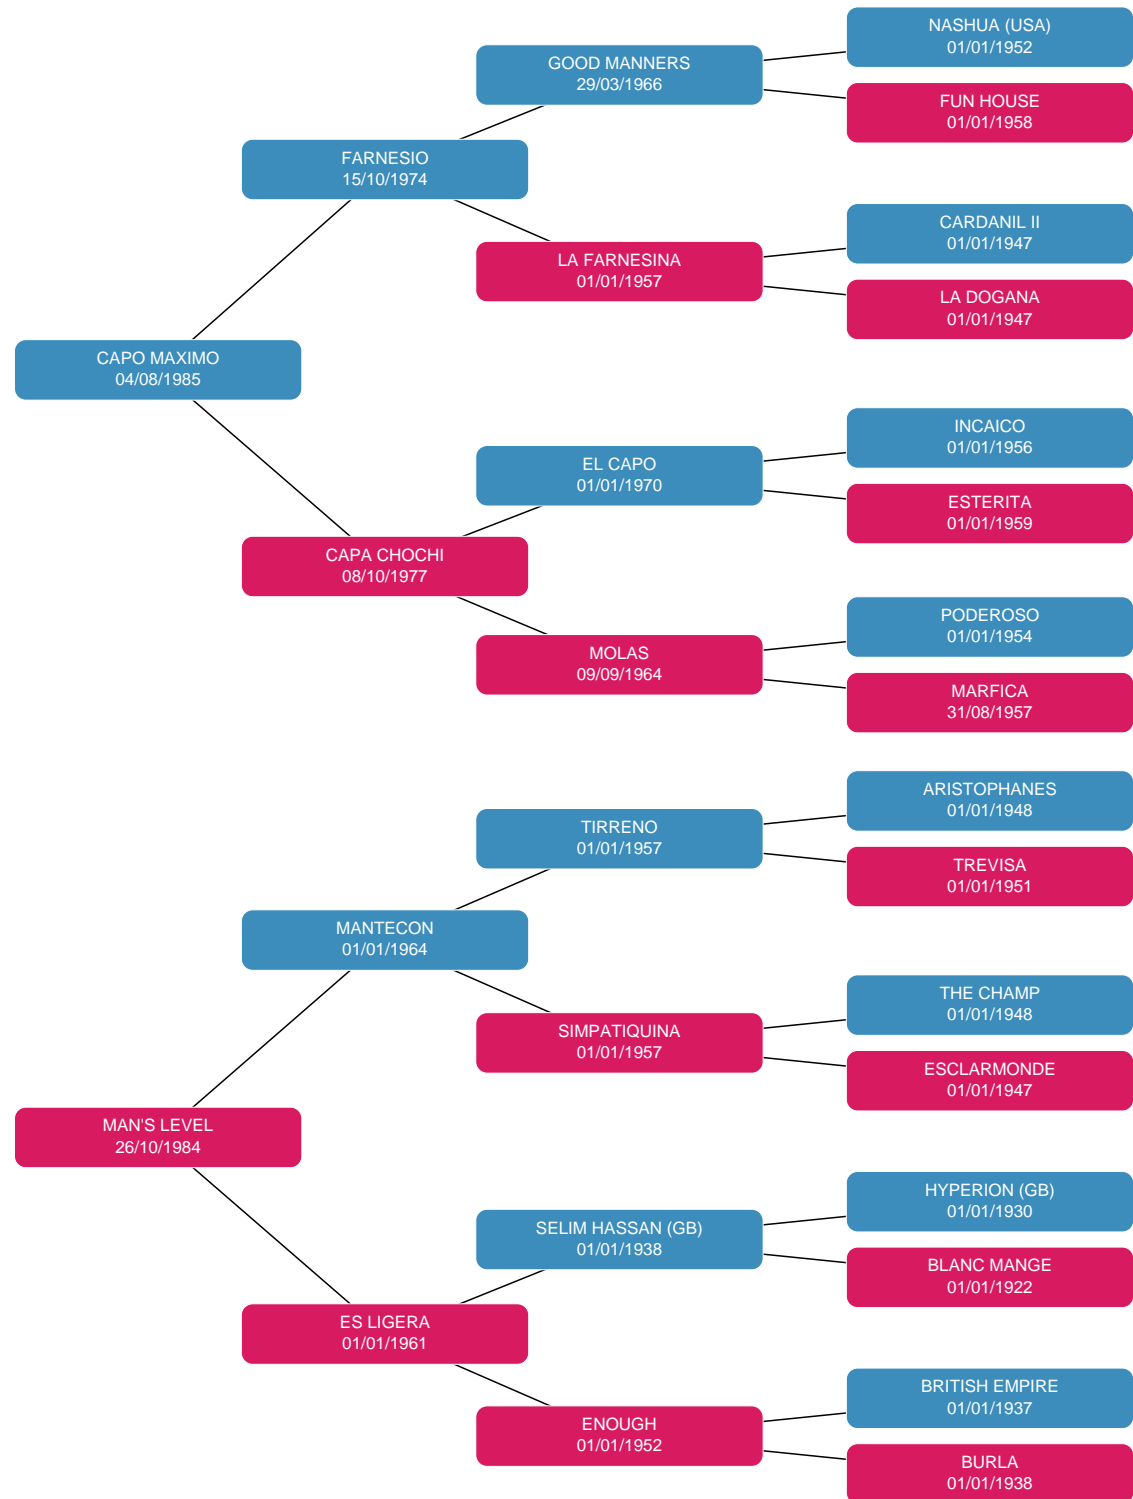 NASHUA (USA)
01/01/1952
GOOD MANNERS
29/03/1966
FUN HOUSE
01/01/1958
FARNESIO
15/10/1974
CARDANIL II
01/01/1947
LA FARNESINA
01/01/1957
LA DOGANA
01/01/1947
CAPO MAXIMO
04/08/1985
INCAICO
01/01/1956
EL CAPO
01/01/1970
ESTERITA
01/01/1959
CAPA CHOCHI
08/10/1977
PODEROSO
01/01/1954
MOLAS
09/09/1964
MARFICA
31/08/1957
ARISTOPHANES
01/01/1948
TIRRENO
01/01/1957
TREVISA
01/01/1951
MANTECON
01/01/1964
THE CHAMP
01/01/1948
SIMPATIQUINA
01/01/1957
ESCLARMONDE
01/01/1947
MAN'S LEVEL
26/10/1984
HYPERION (GB)
01/01/1930
SELIM HASSAN (GB)
01/01/1938
BLANC MANGE
01/01/1922
ES LIGERA
01/01/1961
BRITISH EMPIRE
01/01/1937
ENOUGH
01/01/1952
BURLA
01/01/1938